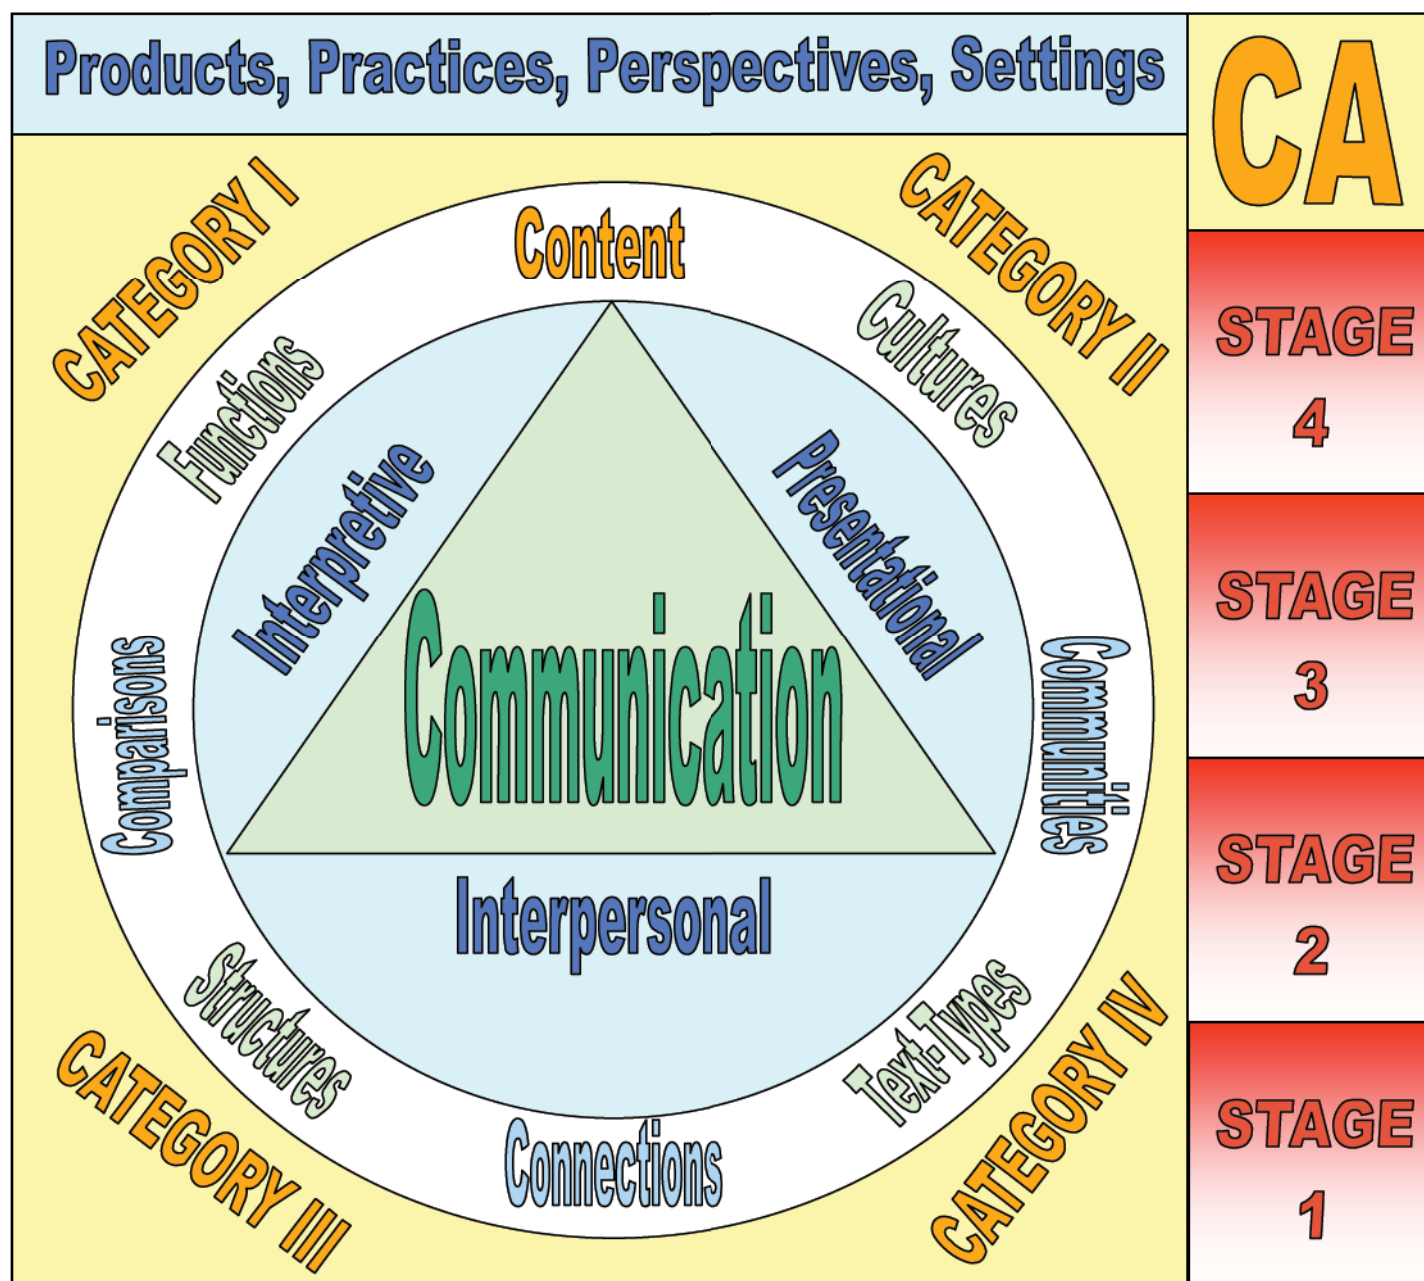 Products, Practices, Perspectives, Settings
CA
CATEGORY I
CATEGORY II
Content
Functions
Cultures
Interpretive
Presentational
Communication
Comparisons
Communities
Interpersonal
Structures
Text-Types
Connections
CATEGORY III
CATEGORY IV
STAGE
4
STAGE
3
STAGE
2
STAGE
1